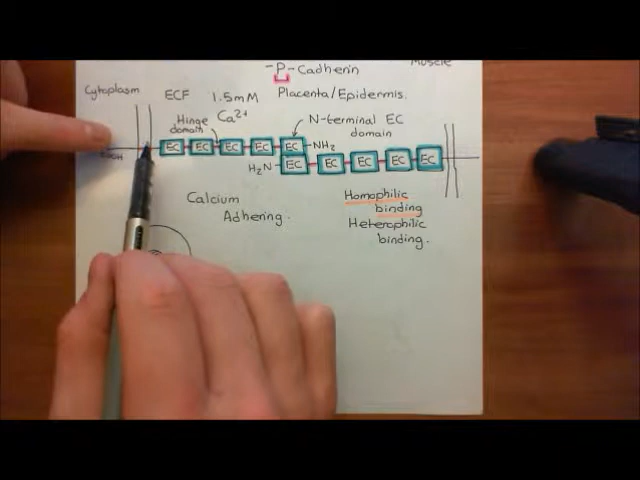 -P-Cadherin
Muscle
Cytoplasm
ECF
1.5mM
Ca2+
Placenta/Epidermis.
Hinge
domain
N-terminal EC
domain
EC EC EC EC EC -NH2
H2N- EC EC EC EC EC
COOH
Calcium
Adhering.
Homophilic
binding
Heterophilic
binding.